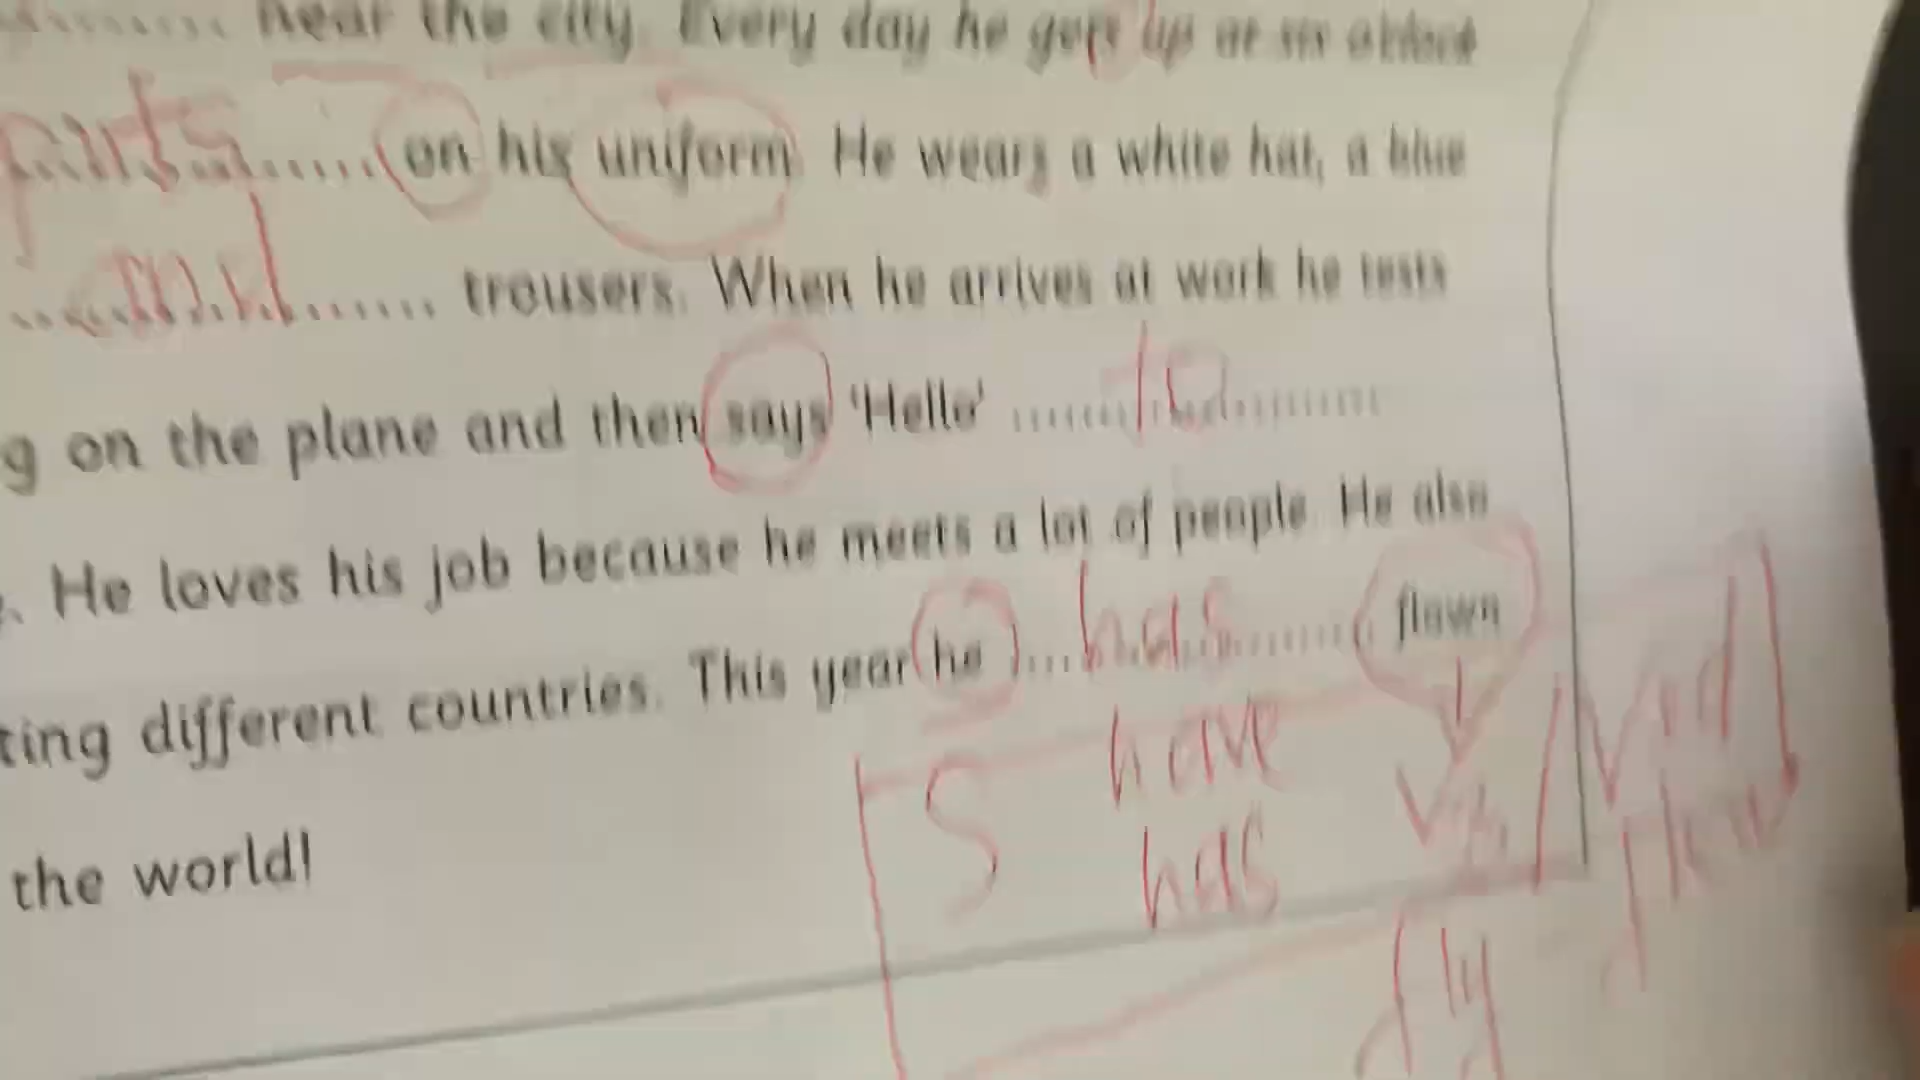 near the city. Every day he gets up at six o'clock
puts on his uniform. He wears a white hat, a blue
and trousers. When he arrives at work he tests
g on the plane and then says 'Hello' to
He loves his job because he meets a lot of people. He also
ting different countries. This year he has flown
the world!
S have
has
fly